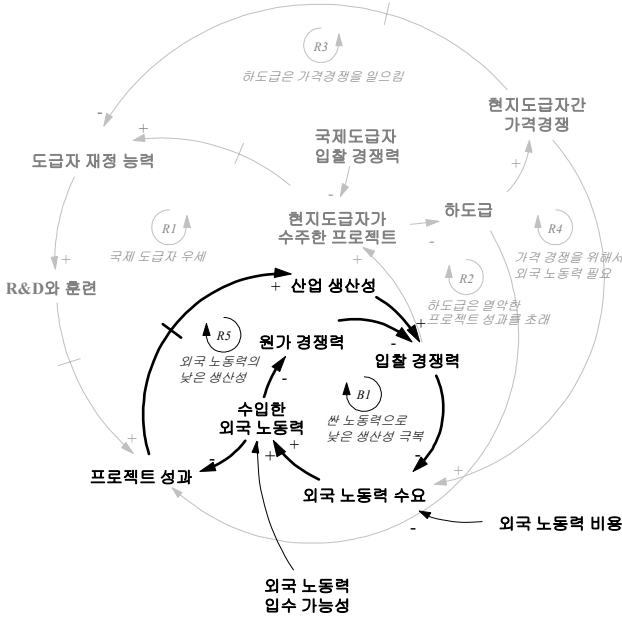 R3
하도급은 가격경쟁을 일으킴
현지도급자간
가격경쟁
-
+
도급자 재정 능력
국제도급자
입찰 경쟁력
+
-
하도급
현지도급자가
수주한 프로젝트
-
R1
국제 도급자 우세
R4
가격 경쟁을 위해서
외국 노동력 필요
+
+
R&D와 훈련
R2
하도급은 열악한
프로젝트 성과를 초래
+ 산업 생산성
R5
외국 노동력의
낮은 생산성
원가 경쟁력
+
-
입찰 경쟁력
-
B1
싼 노동력으로
낮은 생산성 극복
수입한
외국 노동력
+
+
+
-
프로젝트 성과
-
+
외국 노동력 수요
-
외국 노동력 비용
외국 노동력
입수 가능성